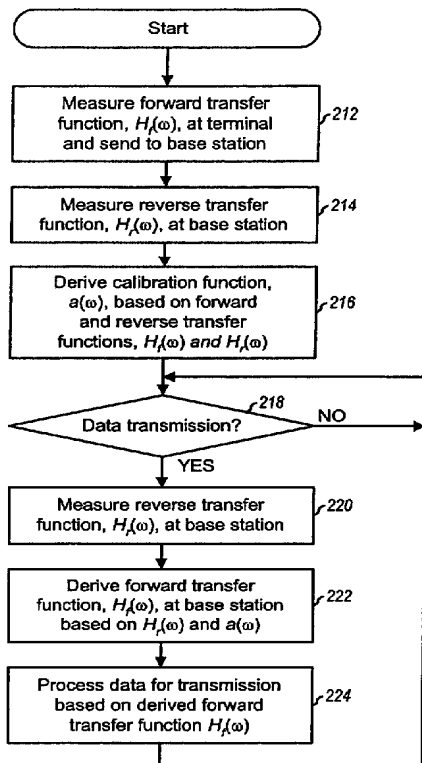 Start
Measure forward transfer
function, Hf(ω), at terminal
and send to base station
212
Measure reverse transfer
function, Hr(ω), at base station
214
Derive calibration function,
a(ω), based on forward
and reverse transfer
functions, Hf(ω) and Hr(ω)
216
Data transmission?
218
NO
YES
Measure reverse transfer
function, Hr(ω), at base station
220
Derive forward transfer
function, Hf(ω), at base station
based on Hr(ω) and a(ω)
222
Process data for transmission
based on derived forward
transfer function Hf(ω)
224